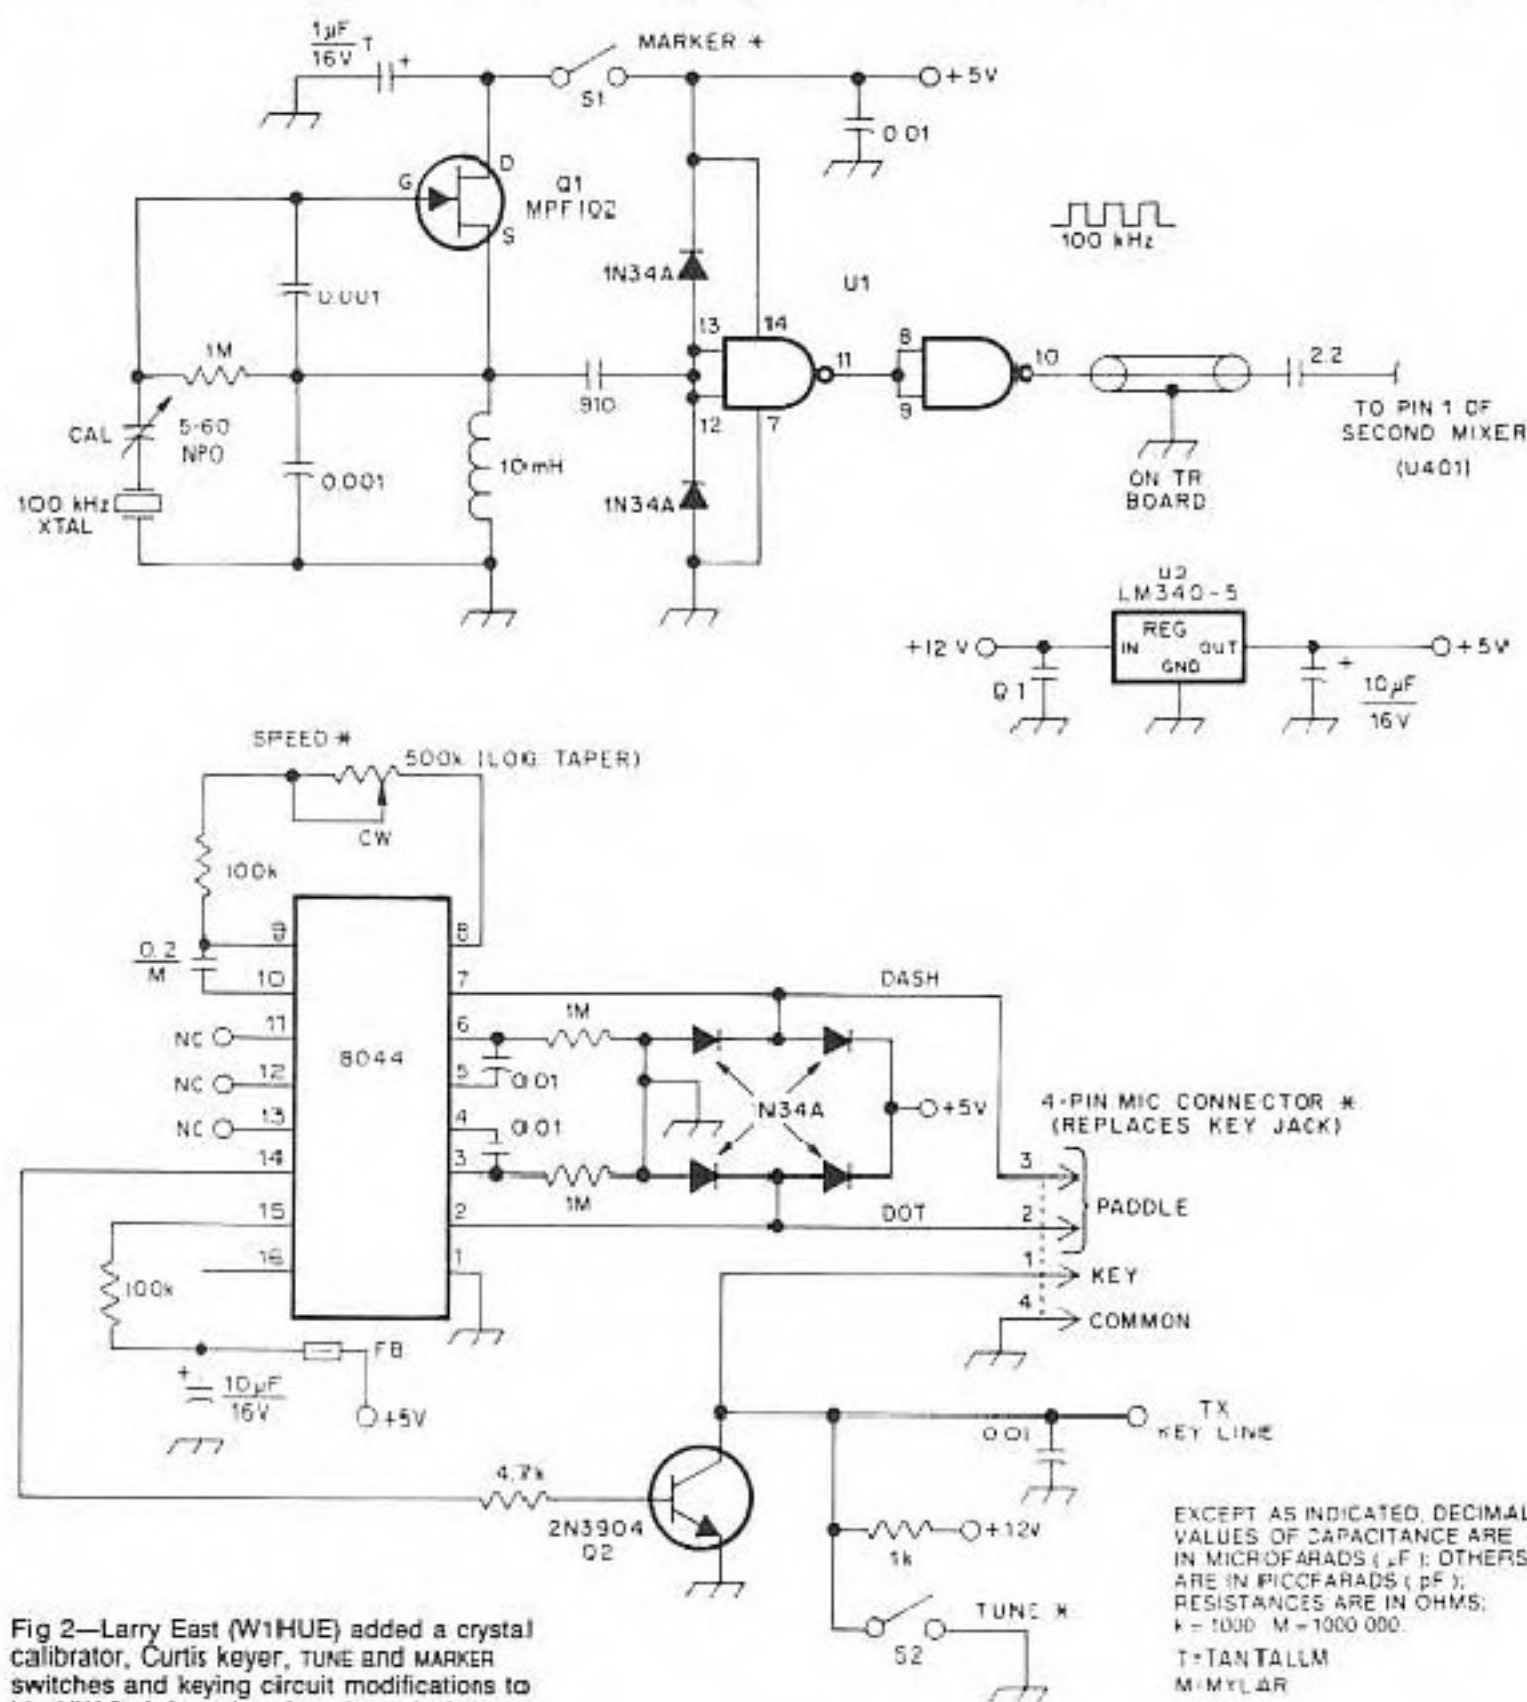 1µF
16V
T
+
MARKER *
S1
+5V
0.01
D
G
S
Q1
MPF102
0.001
1M
CAL
5-60
NPO
100 kHz
XTAL
0.001
10mH
910
1N34A
1N34A
13
14
12
7
U1
11
8
9
10
100 kHz
2.2
TO PIN 1 OF
SECOND MIXER
(U401)
ON TR
BOARD
LM340-5
REG
IN
OUT
GND
+12 V
0.1
+
10µF
16V
+5V
SPEED *
500k (LOG TAPER)
CW
100k
0.2
M
9
10
NC
11
NC
12
NC
13
14
15
16
8044
8
7
6
5
4
3
2
1
1M
0.01
0.01
1M
DASH
N34A
+5V
DOT
4-PIN MIC CONNECTOR *
(REPLACES KEY JACK)
3
2
PADDLE
1
KEY
4
COMMON
100k
FB
+
10µF
16V
+5V
TX
KEY LINE
0.01
4.7k
2N3904
Q2
+12V
1k
TUNE *
S2
EXCEPT AS INDICATED, DECIMAL
VALUES OF CAPACITANCE ARE
IN MICROFARADS (µF); OTHERS
ARE IN PICOFARADS (pF);
RESISTANCES ARE IN OHMS;
k = 1000 M = 1000 000.
T = TANTALUM
M = MYLAR
Fig 2—Larry East (W1HUE) added a crystal
calibrator, Curtis keyer, TUNE and MARKER
switches and keying circuit modifications to